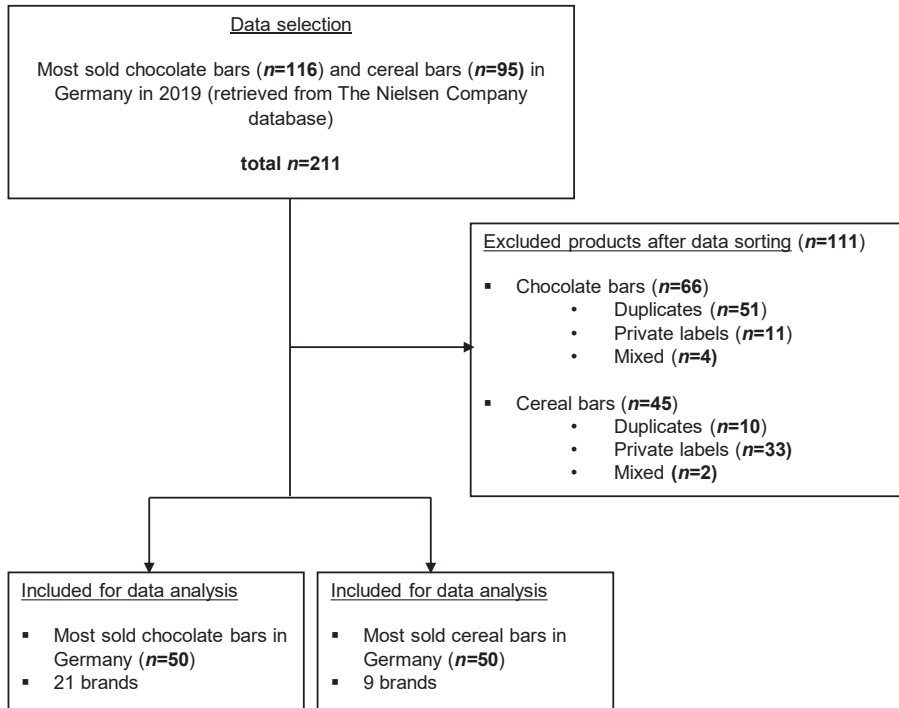 Data selection
Most sold chocolate bars (n=116) and cereal bars (n=95) in
Germany in 2019 (retrieved from The Nielsen Company
database)
total n=211
Excluded products after data sorting (n=111)
▪ Chocolate bars (n=66)
• Duplicates (n=51)
• Private labels (n=11)
• Mixed (n=4)
▪ Cereal bars (n=45)
• Duplicates (n=10)
• Private labels (n=33)
• Mixed (n=2)
Included for data analysis
▪ Most sold chocolate bars in
Germany (n=50)
▪ 21 brands
Included for data analysis
▪ Most sold cereal bars in
Germany (n=50)
▪ 9 brands